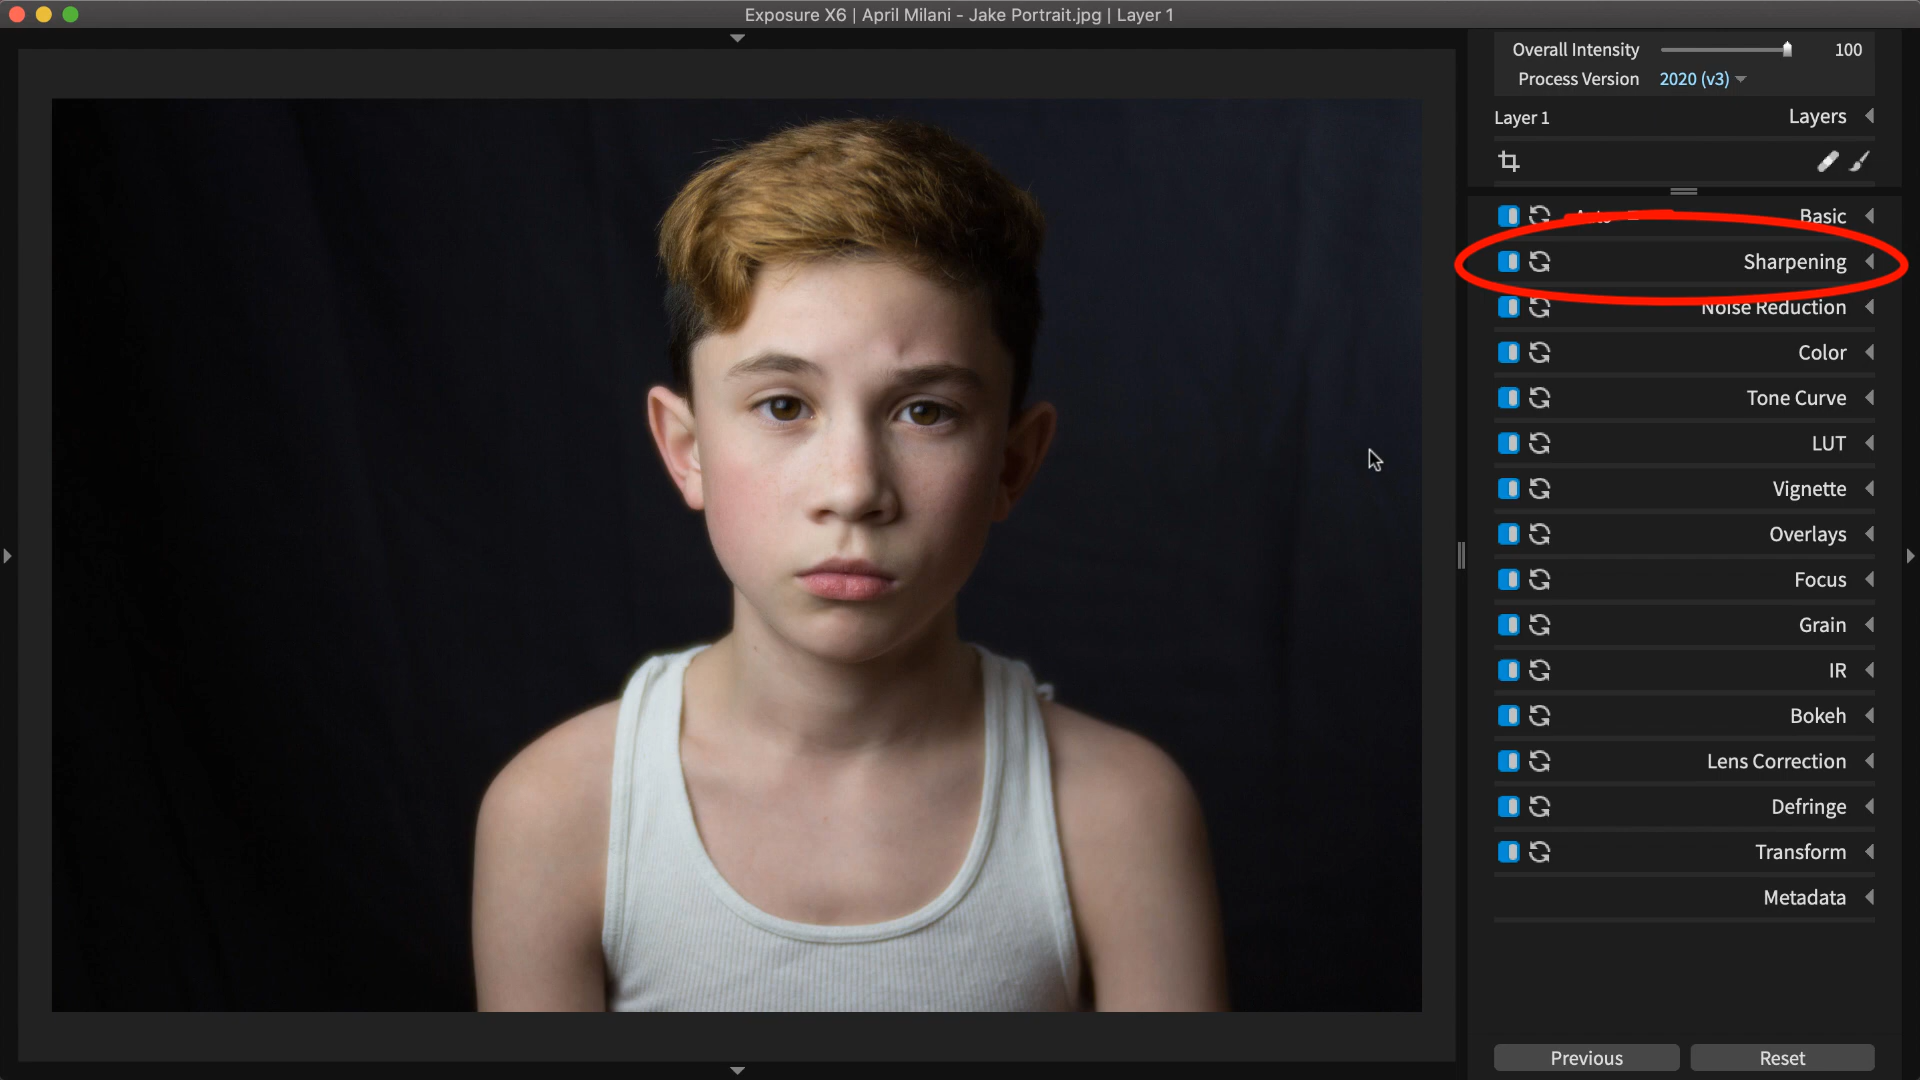 Exposure X6 | April Milani - Jake Portrait.jpg | Layer 1
Overall Intensity 100
Process Version 2020 (v3)
Layer 1 Layers
Basic
Sharpening
Noise Reduction
Color
Tone Curve
LUT
Vignette
Overlays
Focus
Grain
IR
Bokeh
Lens Correction
Defringe
Transform
Metadata
Previous Reset